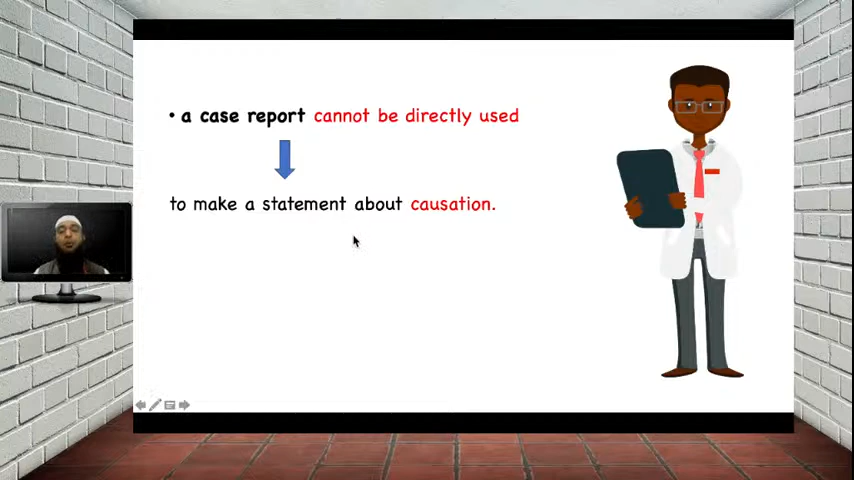 • a case report cannot be directly used
to make a statement about causation.